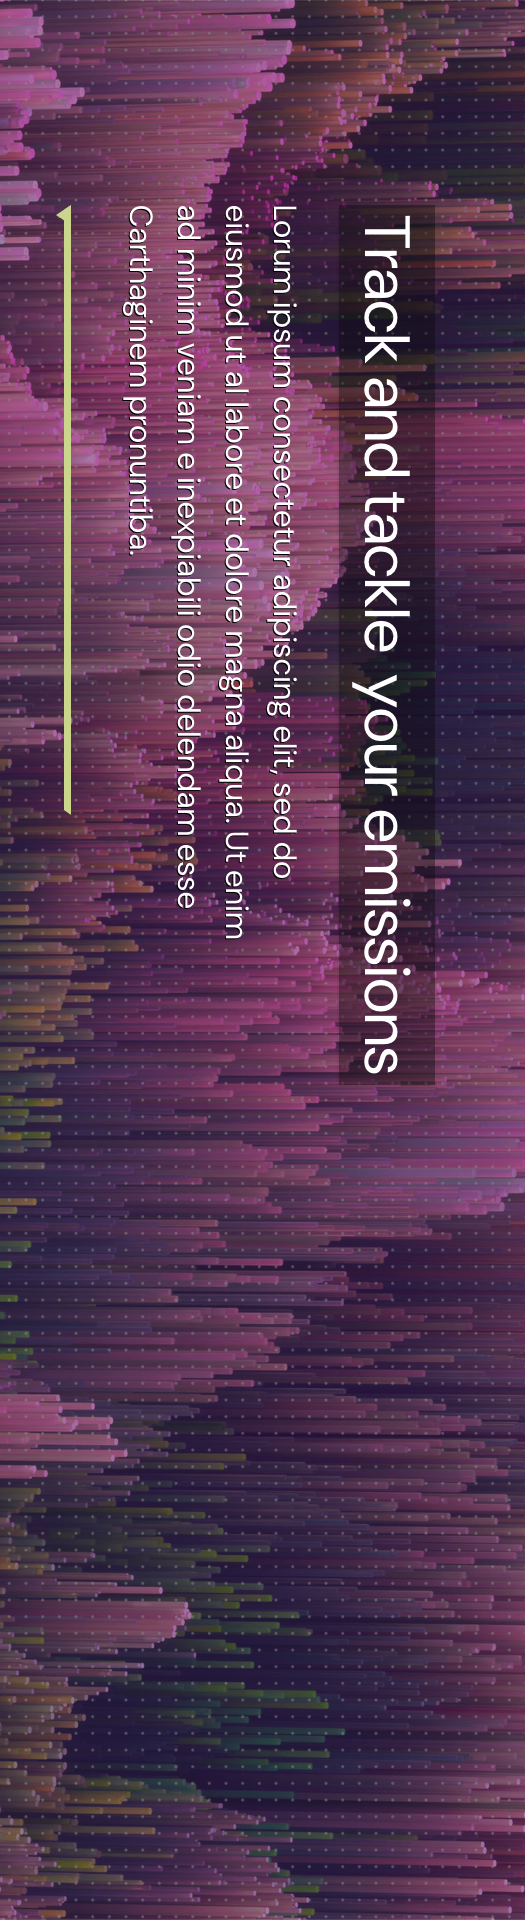 Track and tackle your emissions
Lorum ipsum consectetur adipiscing elit, sed do
eiusmod ut al labore et dolore magna aliqua. Ut enim
ad minim veniam e inexpiabili odio delendam esse
Carthaginem pronuntiba.